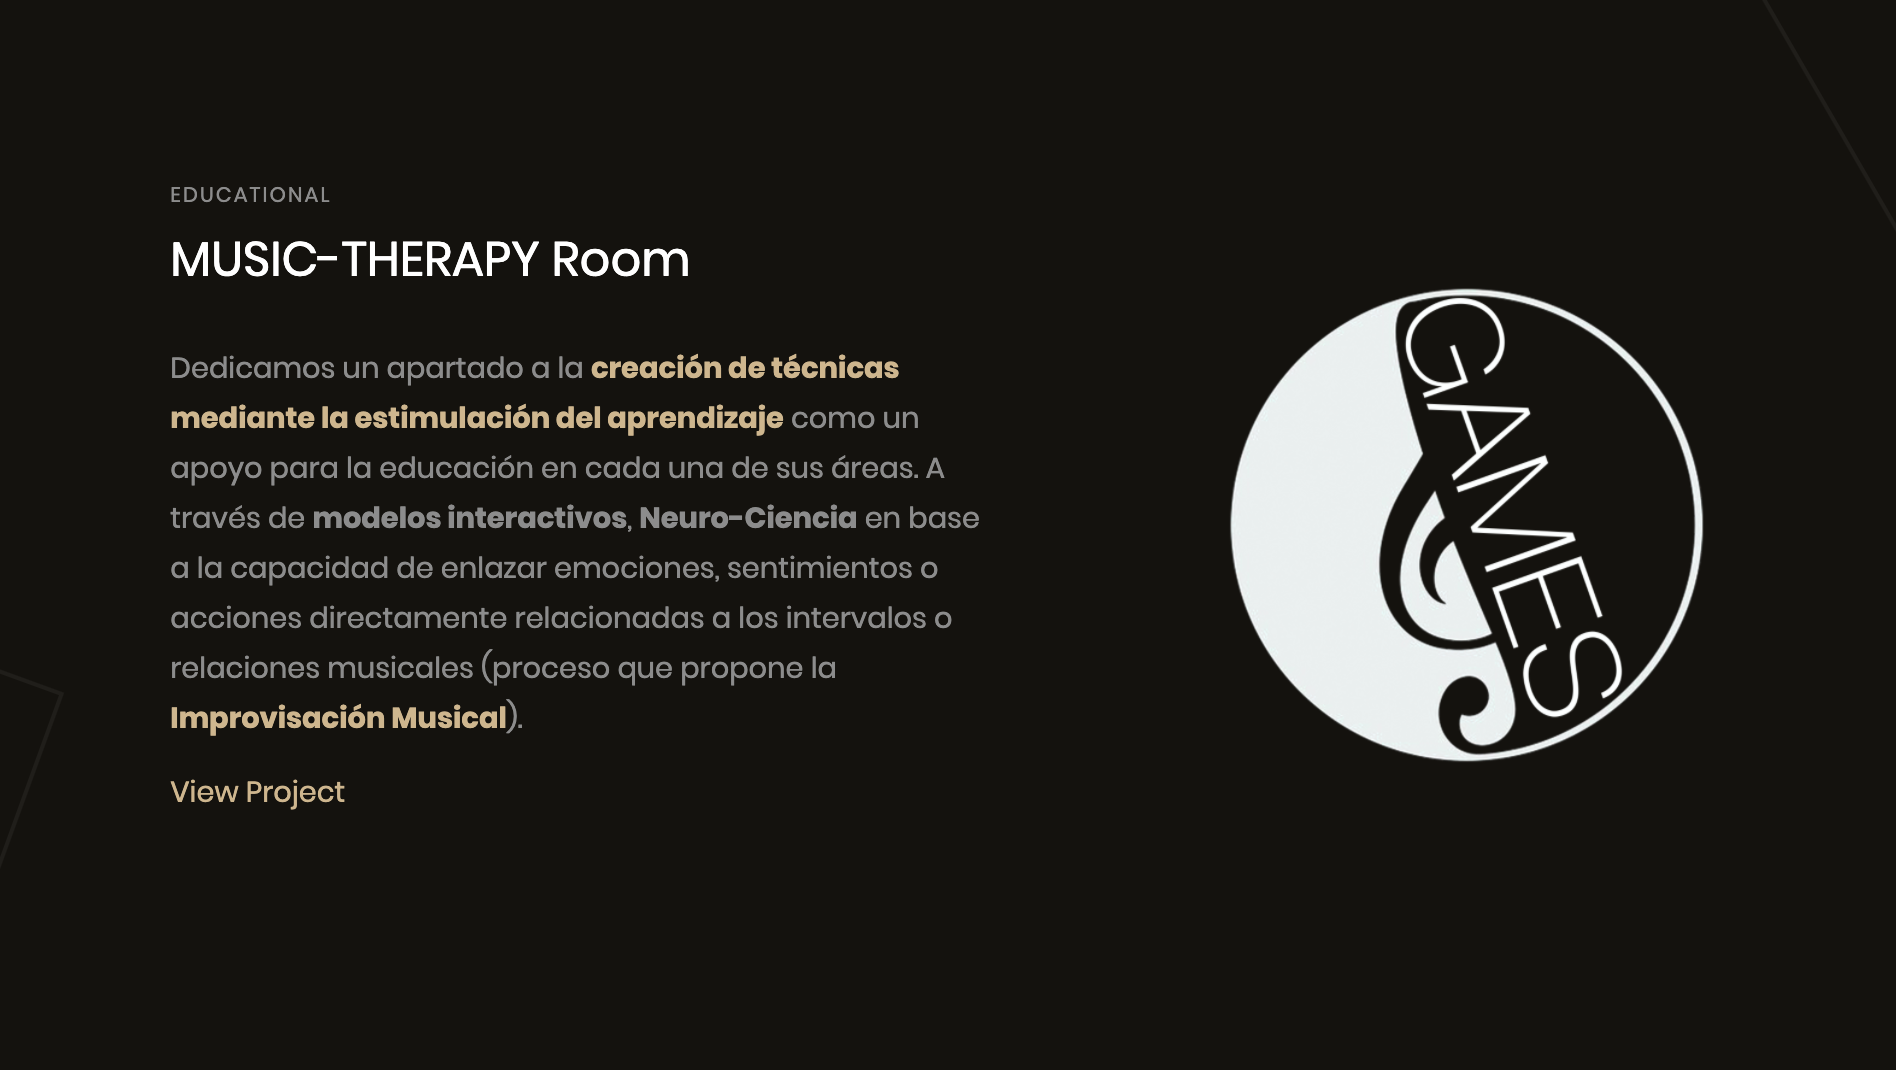 EDUCATIONAL
MUSIC-THERAPY Room
Dedicamos un apartado a la creación de técnicas
mediante la estimulación del aprendizaje como un
apoyo para la educación en cada una de sus áreas. A
través de modelos interactivos, Neuro-Ciencia en base
a la capacidad de enlazar emociones, sentimientos o
acciones directamente relacionadas a los intervalos o
relaciones musicales (proceso que propone la
Improvisación Musical).
View Project
GAMES